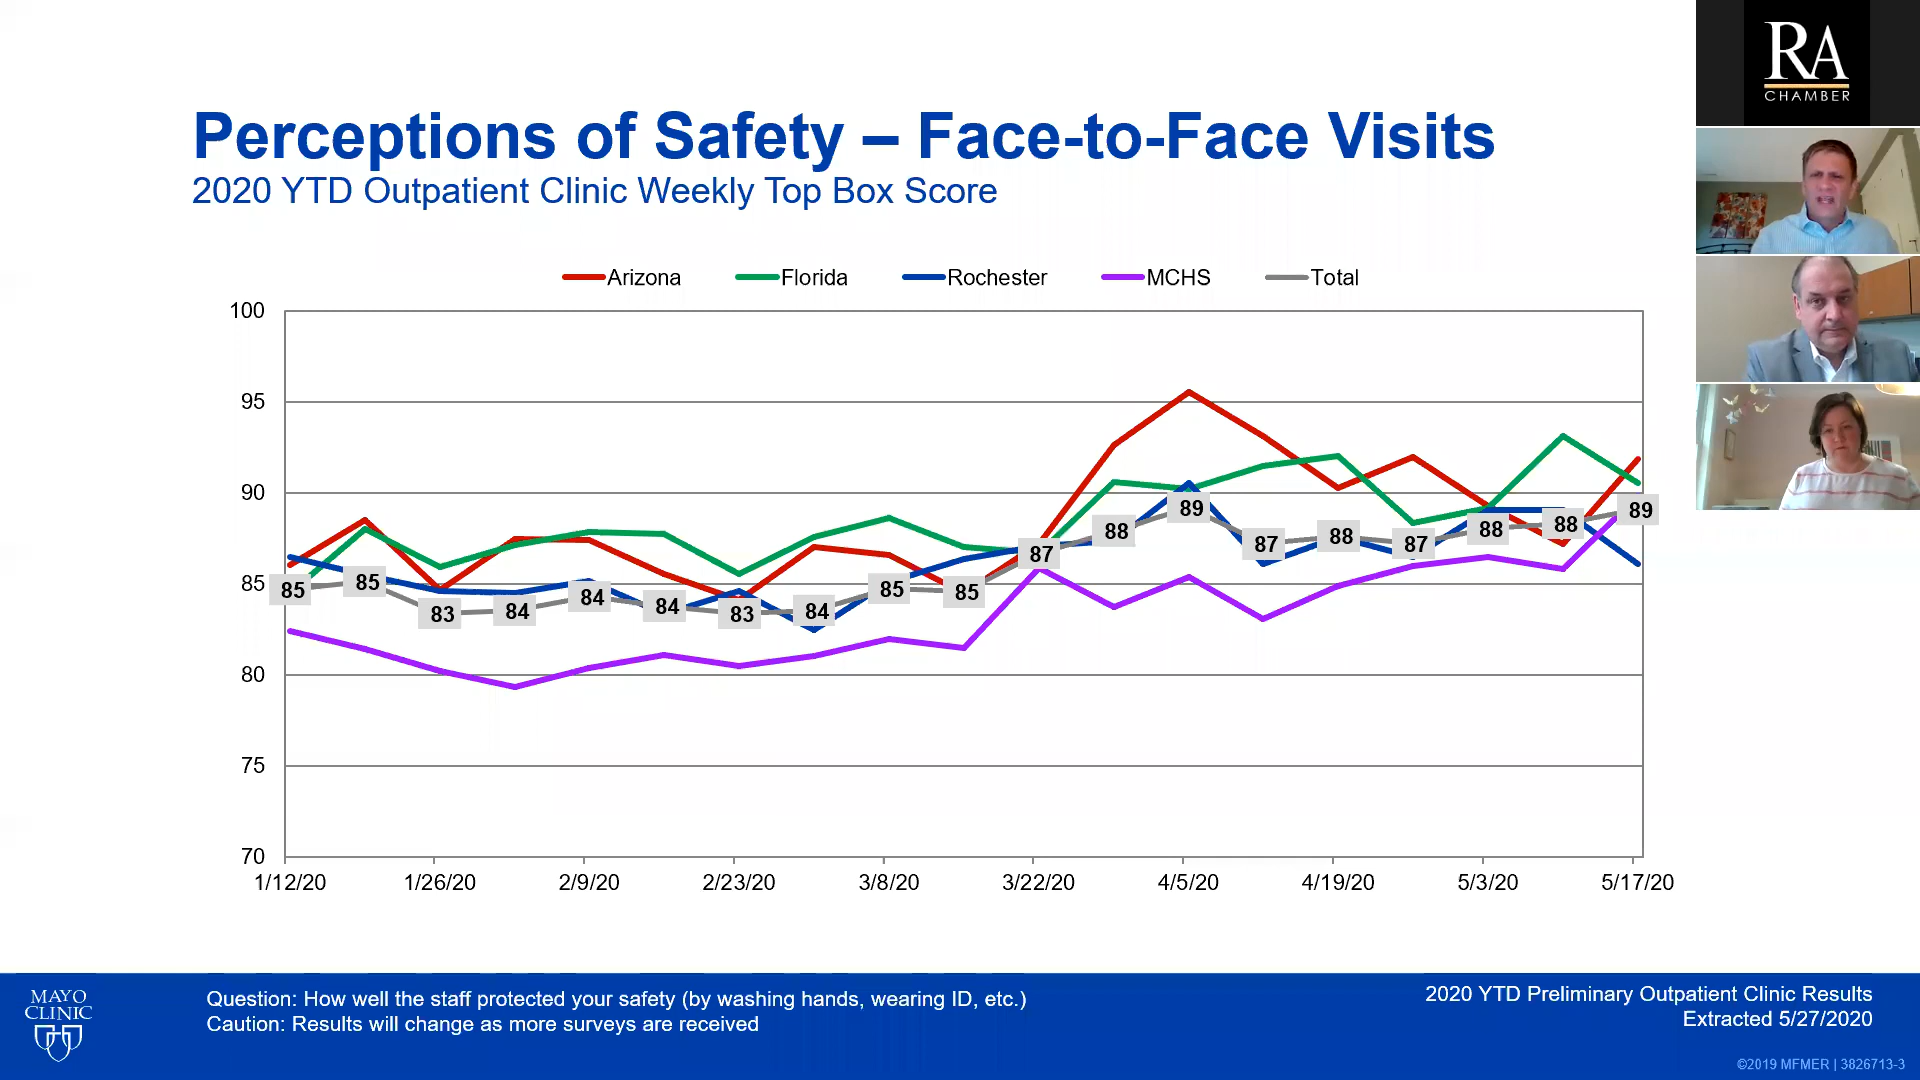 RA
CHAMBER
Perceptions of Safety – Face-to-Face Visits
2020 YTD Outpatient Clinic Weekly Top Box Score
Arizona Florida Rochester MCHS Total
100
95
90
85
80
75
70
85 85 83 84 84 84 83 84 85 85 87 88 89 87 88 87 88 88 89
1/12/20 1/26/20 2/9/20 2/23/20 3/8/20 3/22/20 4/5/20 4/19/20 5/3/20 5/17/20
MAYO
CLINIC
Question: How well the staff protected your safety (by washing hands, wearing ID, etc.)
Caution: Results will change as more surveys are received
2020 YTD Preliminary Outpatient Clinic Results
Extracted 5/27/2020
©2019 MFMER | 3826713-3